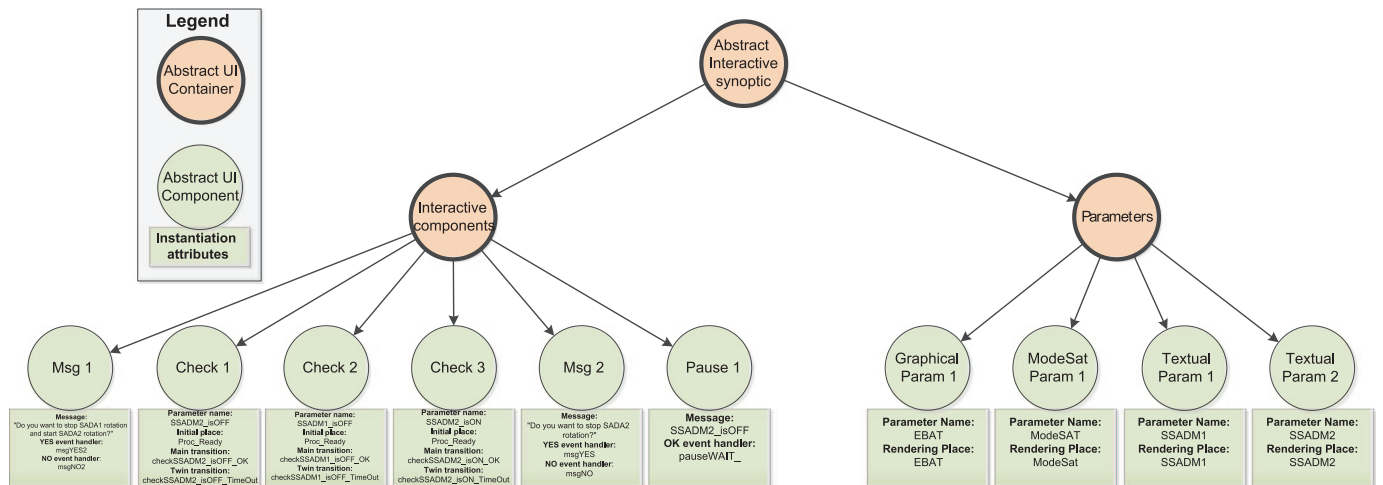 Legend
Abstract UI
Container
Abstract UI
Component
Instantiation
attributes
Abstract
Interactive
synoptic
Interactive
components
Parameters
Msg 1
Check 1
Check 2
Check 3
Msg 2
Pause 1
Graphical
Param 1
ModeSat
Param 1
Textual
Param 1
Textual
Param 2
Message:
"Do you want to stop SADA1 rotation
and start SADA2 rotation?"
YES event handler:
msgYES2
NO event handler:
msgNO2
Parameter name:
SSADM2_isOFF
Initial place:
Proc_Ready
Main transition:
checkSSADM2_isOFF_OK
Twin transition:
checkSSADM2_isOFF_TimeOut
Parameter name:
SSADM1_isOFF
Initial place:
Proc_Ready
Main transition:
checkSSADM1_isOFF_OK
Twin transition:
checkSSADM1_isOFF_TimeOut
Parameter name:
SSADM2_isON
Initial place:
Proc_Ready
Main transition:
checkSSADM2_isON_OK
Twin transition:
checkSSADM2_isON_TimeOut
Message:
"Do you want to stop SADA2
rotation?"
YES event handler:
msgYES
NO event handler:
msgNO
Message:
SSADM2_isOFF
OK event handler:
pauseWAIT_
Parameter Name:
EBAT
Rendering Place:
EBAT
Parameter Name:
ModeSAT
Rendering Place:
ModeSat
Parameter Name:
SSADM1
Rendering Place:
SSADM1
Parameter Name:
SSADM2
Rendering Place:
SSADM2